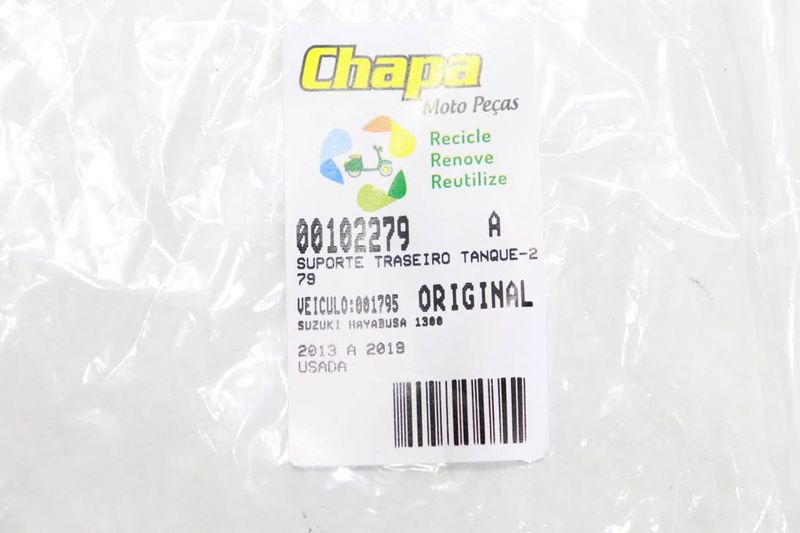 Chapa
Moto Peças
Recicle
Renove
Reutilize
00102279 A
SUPORTE TRASEIRO TANQUE-2
79
VEICULO:001795 ORIGINAL
SUZUKI HAYABUSA 1300
2013 A 2019
USADA